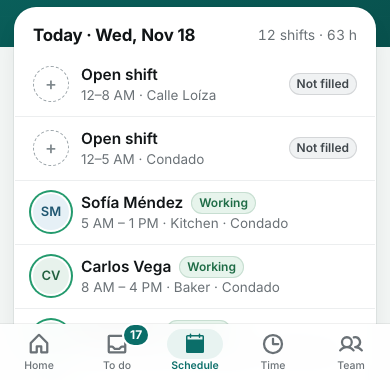 Today · Wed, Nov 18
12 shifts · 63 h
Open shift
Not filled
12–8 AM · Calle Loíza
Open shift
Not filled
12–5 AM · Condado
SM
Sofía Méndez
Working
5 AM – 1 PM · Kitchen · Condado
CV
Carlos Vega
Working
8 AM – 4 PM · Baker · Condado
17
Home
To do
Schedule
Time
Team